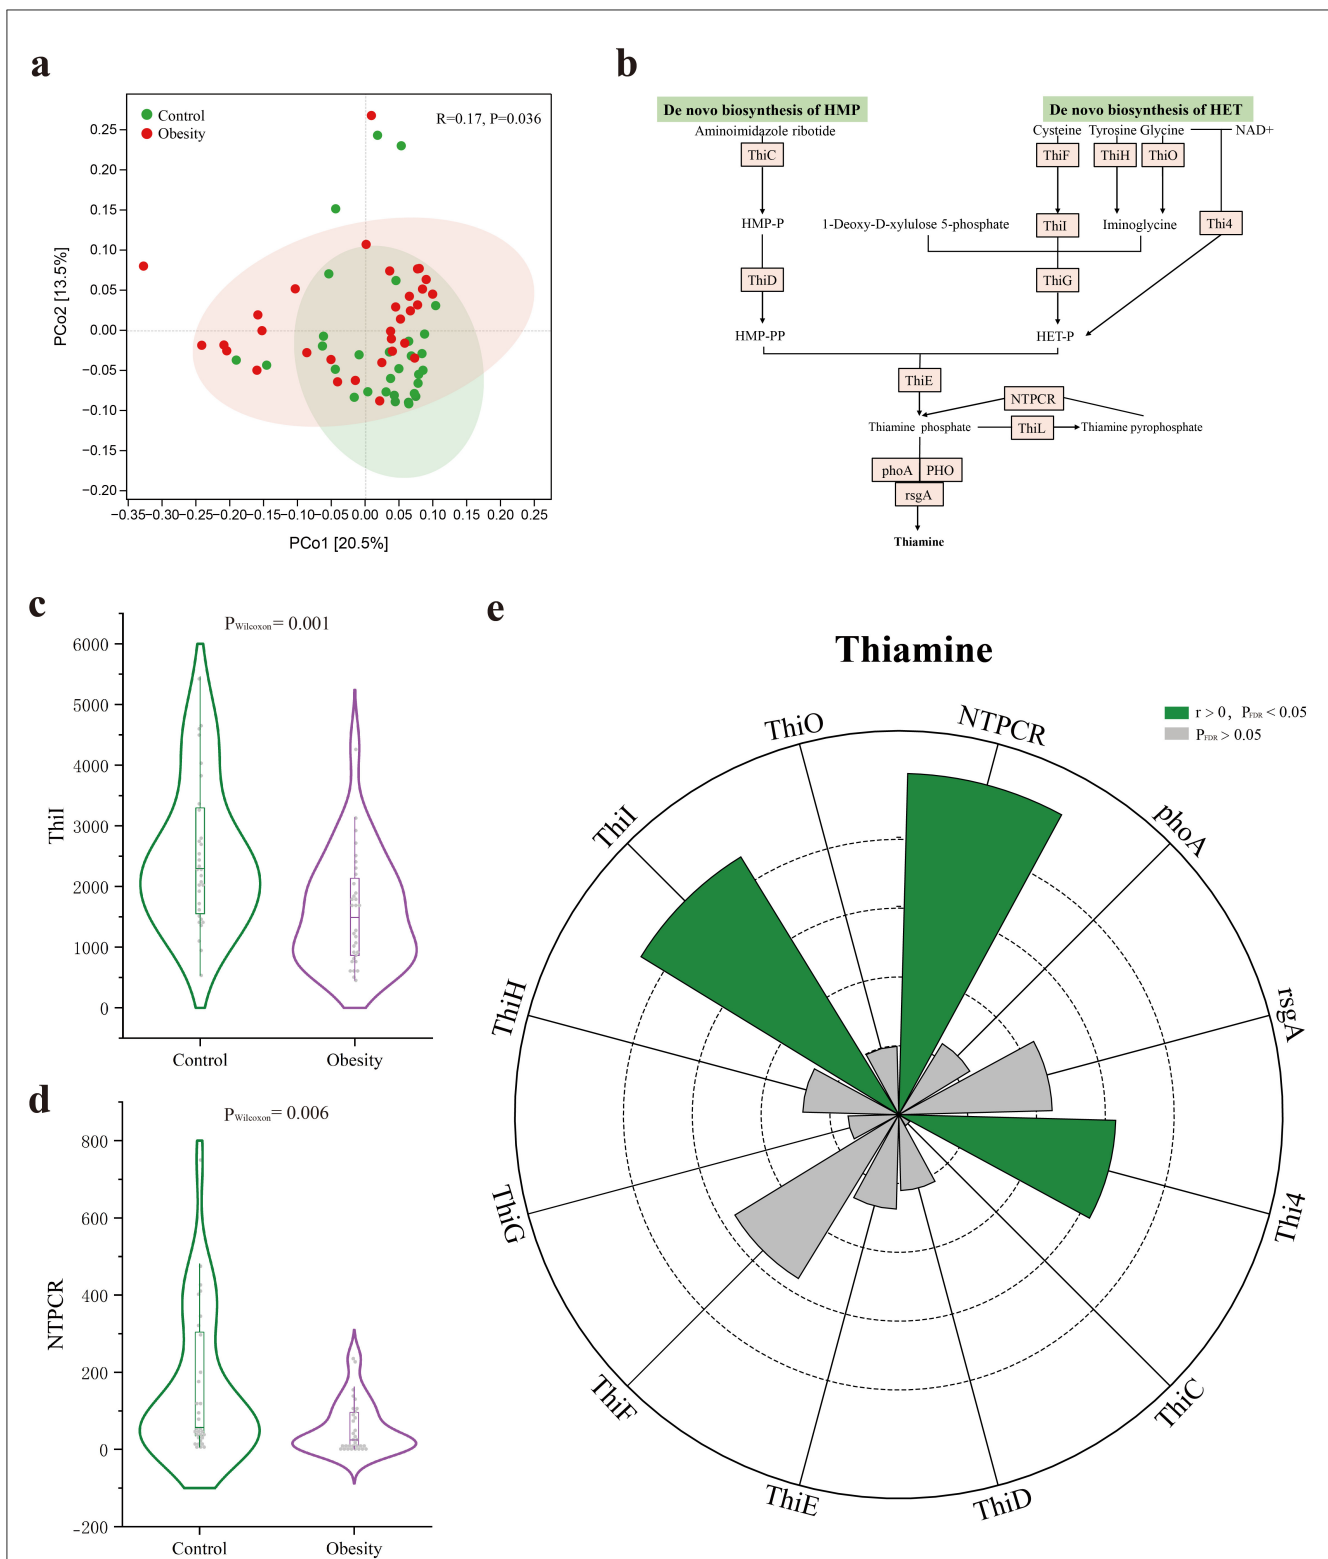 a
Control
Obesity
R=0.17, P=0.036
0.25
0.20
0.15
0.10
0.05
0.00
−0.05
−0.10
−0.15
−0.20
PCo2 [13.5%]
−0.35 −0.30 −0.25 −0.20 −0.15 −0.10 −0.05 0.00 0.05 0.10 0.15 0.20 0.25
PCo1 [20.5%]
b
De novo biosynthesis of HMP
De novo biosynthesis of HET
Aminoimidazole ribotide
Cysteine Tyrosine Glycine NAD+
ThiC
ThiF ThiH ThiO
HMP-P
1-Deoxy-D-xylulose 5-phosphate
ThiI
Iminoglycine
Thi4
ThiD
ThiG
HMP-PP
HET-P
ThiE
NTPCR
Thiamine phosphate
ThiL
Thiamine pyrophosphate
phoA PHO
rsgA
Thiamine
c
PWilcoxon = 0.001
6000
5000
4000
3000
2000
1000
0
ThiI
Control Obesity
d
PWilcoxon = 0.006
800
600
400
200
0
-200
NTPCR
Control Obesity
e
Thiamine
r > 0 , PFDR < 0.05
PFDR > 0.05
NTPCR
phoA
rsgA
Thi4
ThiC
ThiD
ThiE
ThiF
ThiG
ThiH
ThiI
ThiO